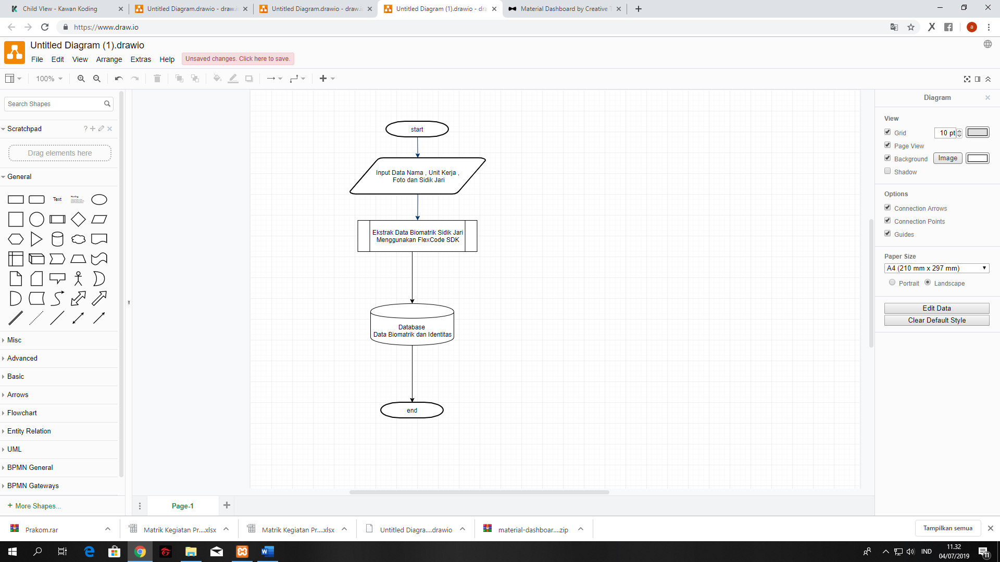 Child VIew - Kawan Koding
Untitled Diagram.drawio - draw.i
Untitled Diagram.drawio - draw.i
Untitled Diagram (1).drawio - dra
Material Dashboard by Creative T
https://www.draw.io
a
Untitled Diagram (1).drawio
File Edit View Arrange Extras Help
Unsaved changes. Click here to save.
100%
Search Shapes
Scratchpad
?
Drag elements here
General
Text
Heading
Misc
Advanced
Basic
Arrows
Flowchart
Entity Relation
UML
BPMN General
BPMN Gateways
+ More Shapes...
start
Input Data Nama , Unit Kerja ,
Foto dan Sidik Jari
Ekstrak Data Biomatrik Sidik Jari
Menggunakan FlexCode SDK
Database
Data Biomatrik dan Identitas
end
Page-1
Diagram
View
Grid
10 pt
Page View
Background
Image
Shadow
Options
Connection Arrows
Connection Points
Guides
Paper Size
A4 (210 mm x 297 mm)
Portrait
Landscape
Edit Data
Clear Default Style
Prakom.rar
Matrik Kegiatan Pr....xlsx
Matrik Kegiatan Pr....xlsx
Untitled Diagra....drawio
material-dashboar....zip
Tampilkan semua
IND
11.32
04/07/2019
11